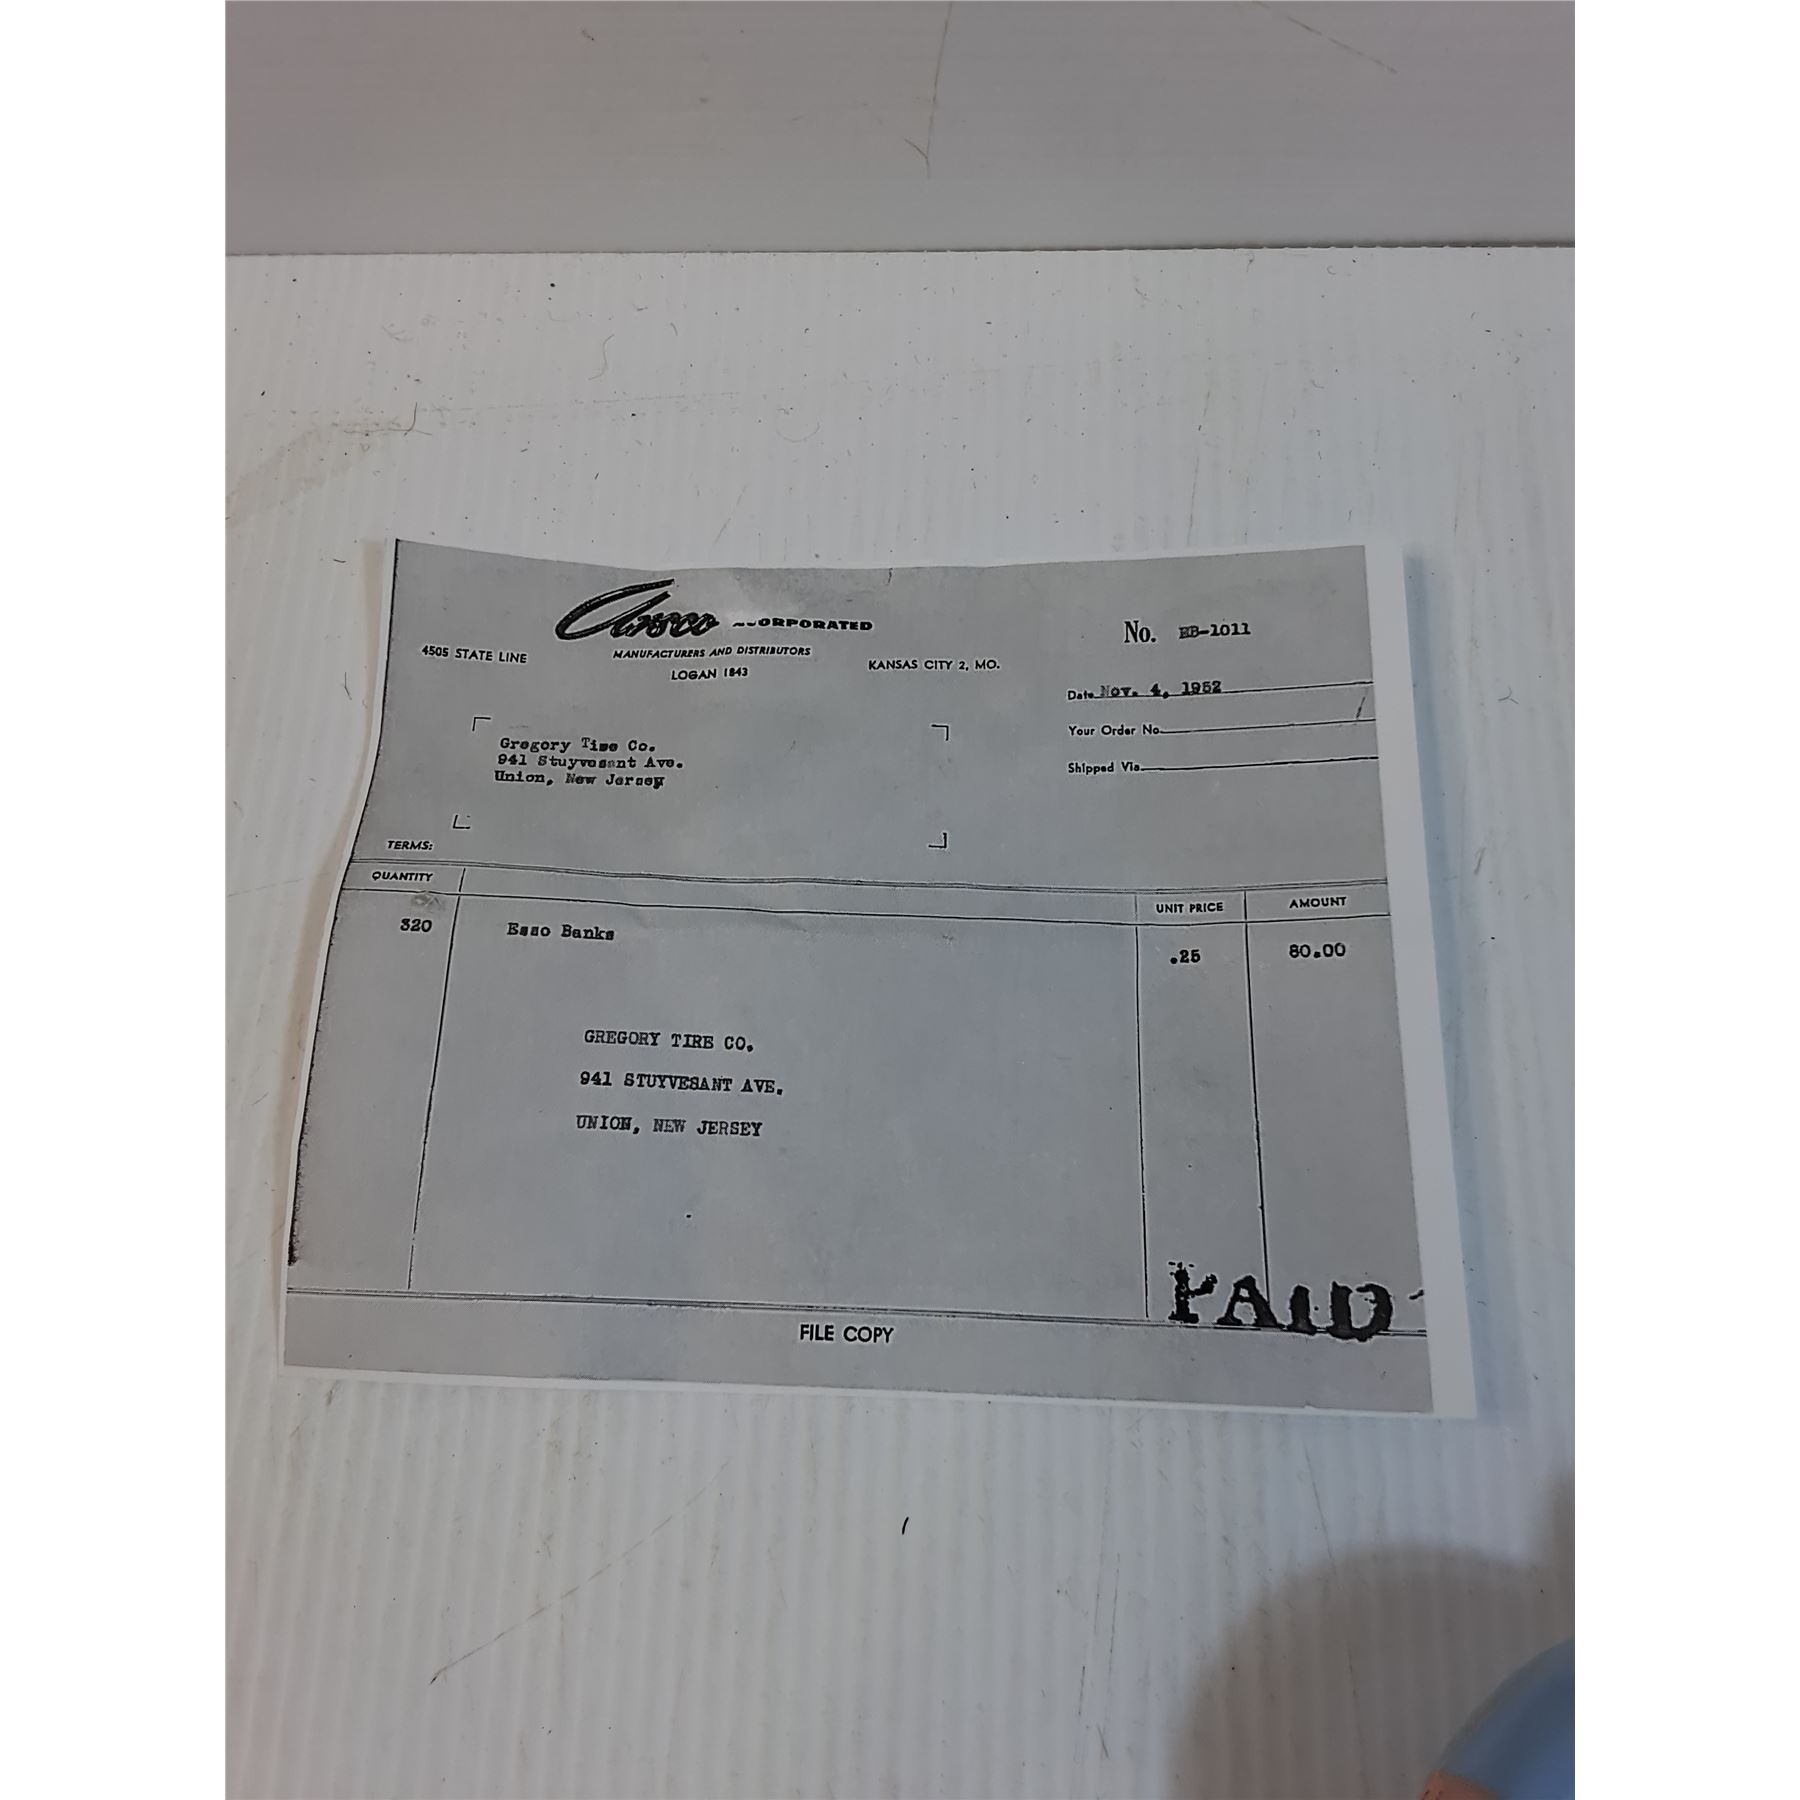 INCORPORATED
4505 STATE LINE
MANUFACTURERS AND DISTRIBUTORS
LOGAN 1843
KANSAS CITY 2, MO.
No. HB-1011
Date Nov. 4, 1952
Your Order No.
Shipped Via
Gregory Tire Co.
941 Stuyvesant Ave.
Union, New Jersey
TERMS:
QUANTITY UNIT PRICE AMOUNT
320 Esso Banks .25 80.00
GREGORY TIRE CO.
941 STUYVESANT AVE.
UNION, NEW JERSEY
PAID
FILE COPY